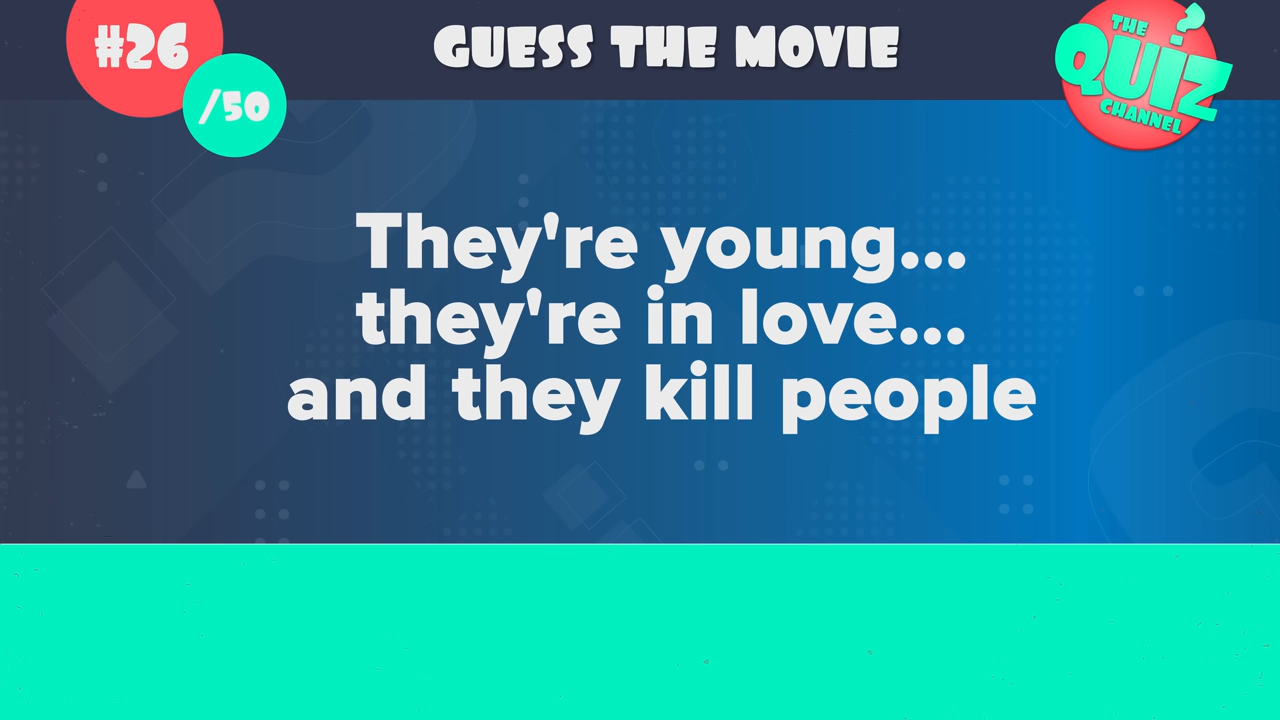 #26
/50
GUESS THE MOVIE
THE
QUIZ
CHANNEL
They're young...
they're in love...
and they kill people